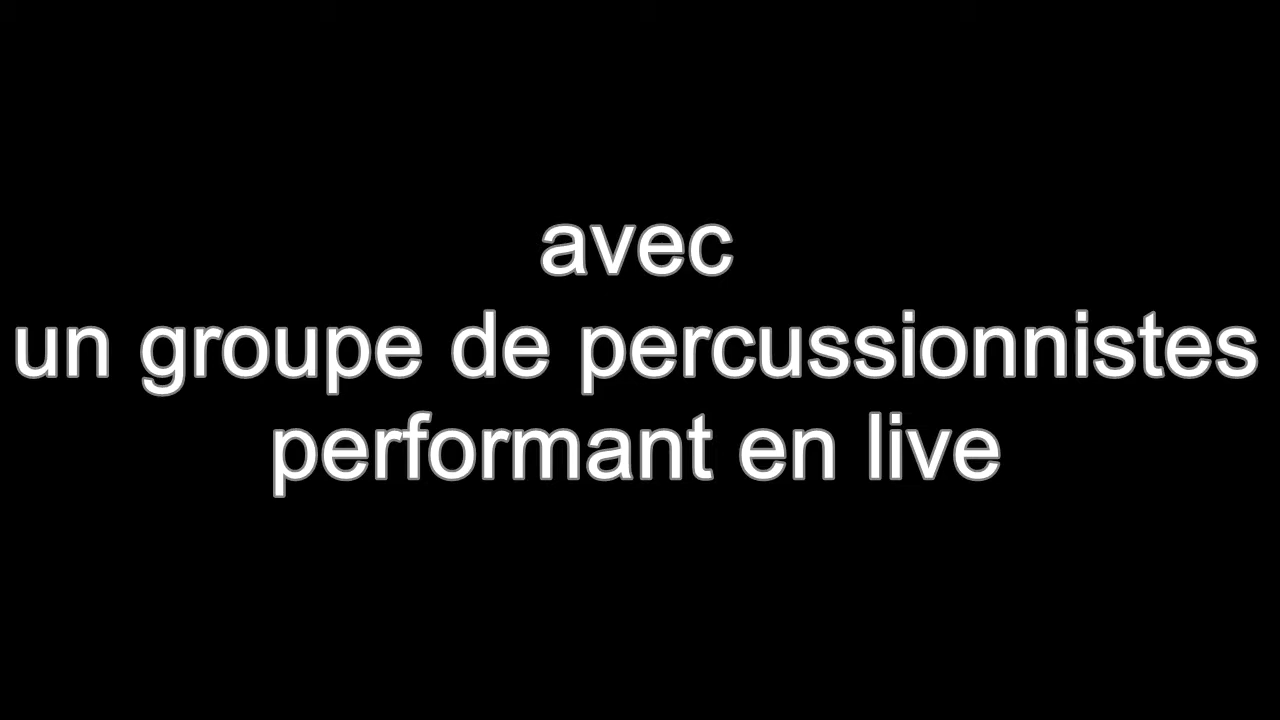 avec
un groupe de percussionnistes
performant en live